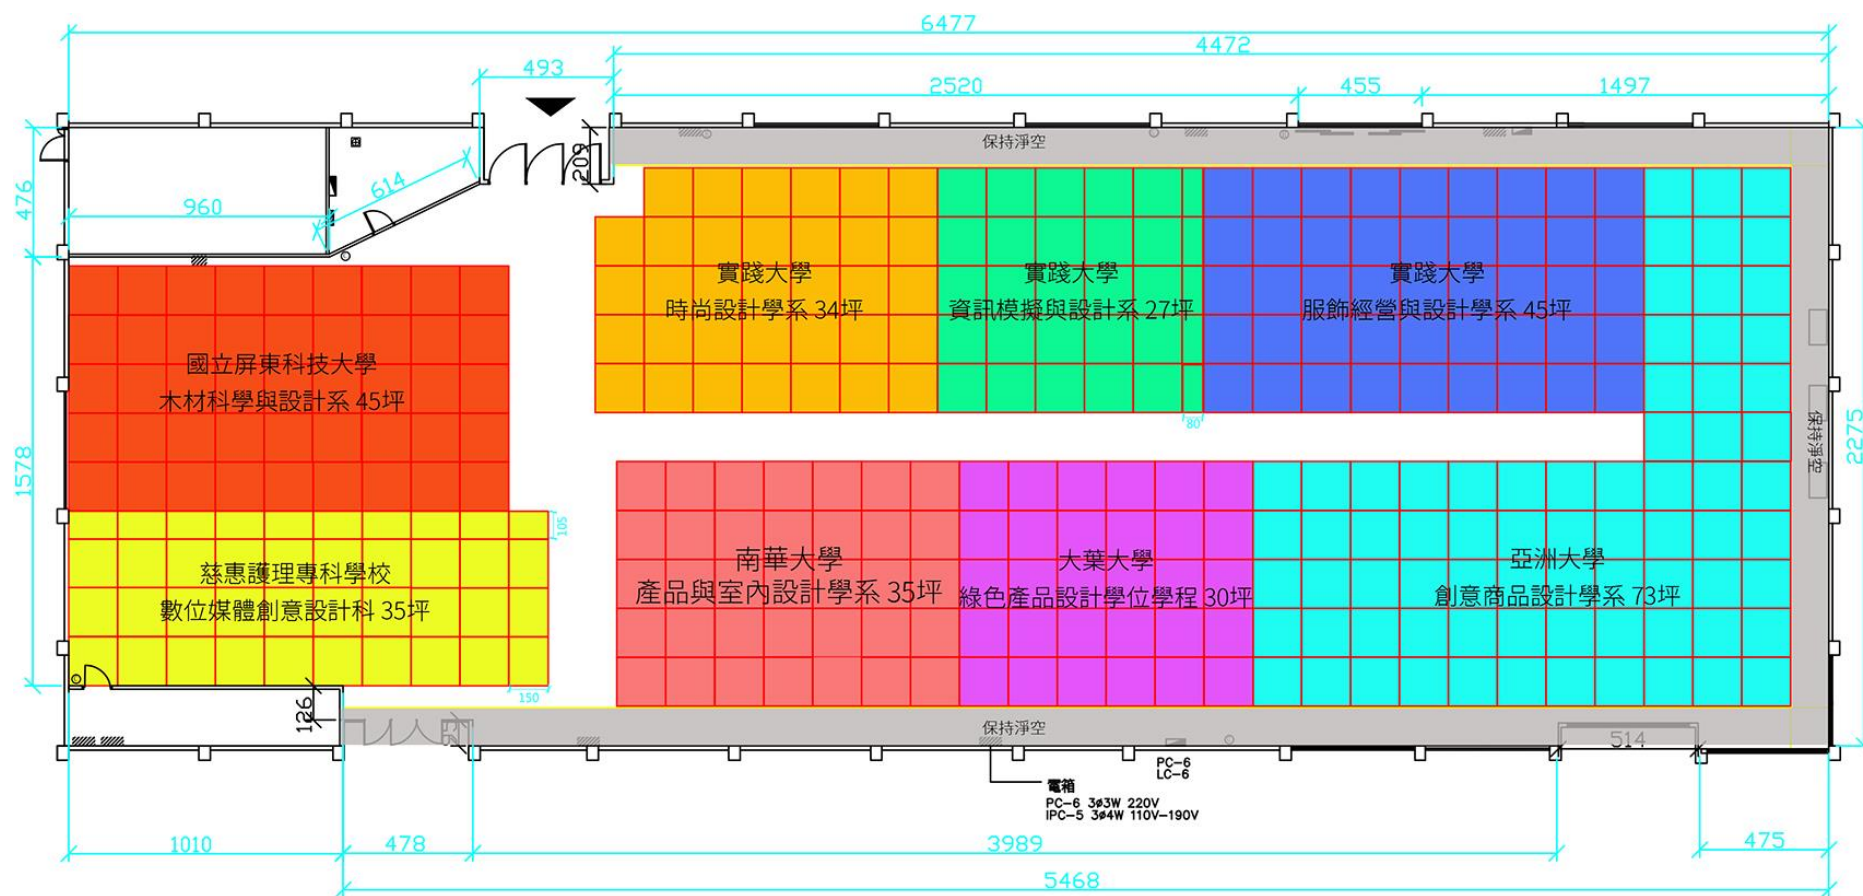 6477
4472
493
2520
455
1497
保持淨空
209
614
476
960
實踐大學
時尚設計學系 34坪
實踐大學
資訊模擬與設計系 27坪
實踐大學
服飾經營與設計學系 45坪
國立屏東科技大學
木材科學與設計系 45坪
80
保持淨空
2275
1578
105
慈惠護理專科學校
數位媒體創意設計科 35坪
南華大學
產品與室內設計學系 35坪
大葉大學
綠色產品設計學位學程 30坪
亞洲大學
創意商品設計學系 73坪
150
126
保持淨空
514
PC-6
LC-6
電箱
PC-6 3ø3W 220V
IPC-5 3ø4W 110V-190V
1010
478
3989
475
5468